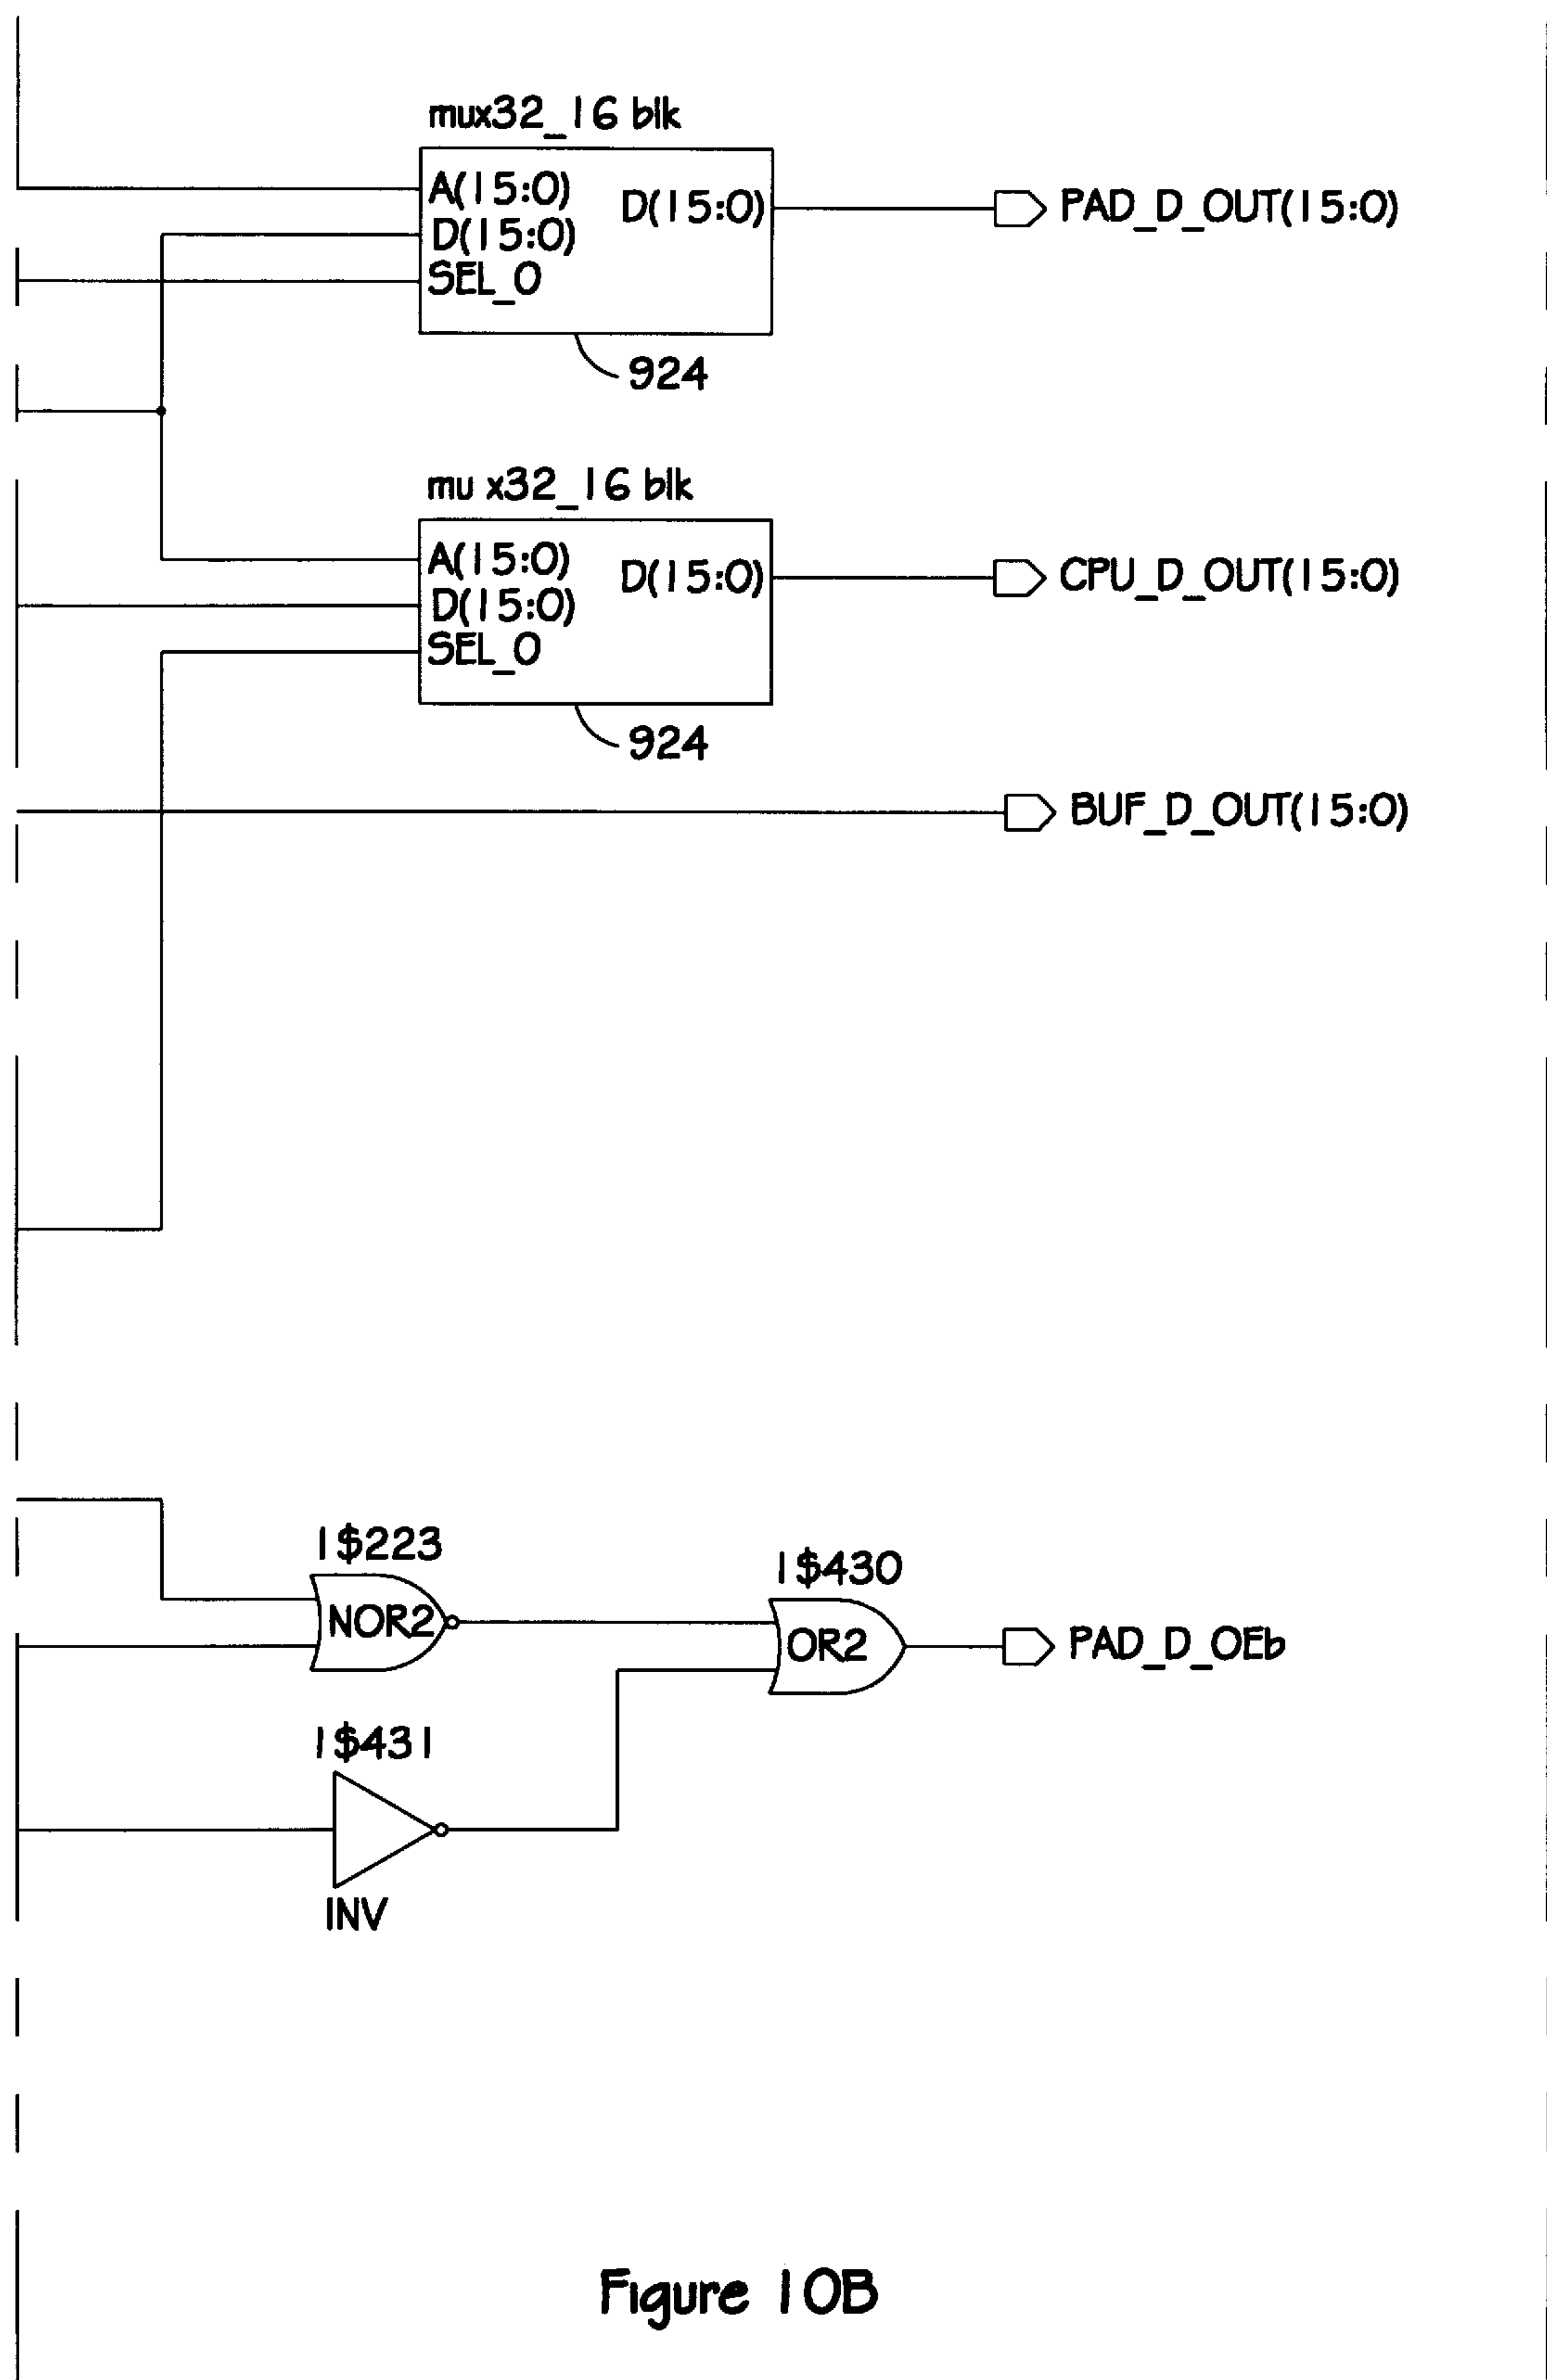 mux32_16 blk
A(15:0)
D(15:0)
SEL_0
D(15:0)
PAD_D_OUT(15:0)
924
mu x32_16 blk
A(15:0)
D(15:0)
SEL_0
D(15:0)
CPU_D_OUT(15:0)
924
BUF_D_OUT(15:0)
1$223
NOR2
1$430
OR2
PAD_D_OEb
1$431
INV
Figure 10B